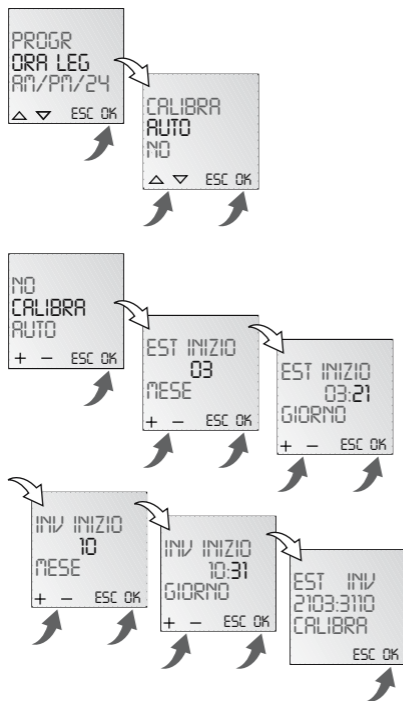 PROGR
ORA LEG
AM/PM/24
ESC OK
CALIBRA
AUTO
NO
ESC OK
NO
CALIBRA
AUTO
+ - ESC OK
EST INIZIO
03
MESE
+ - ESC OK
EST INIZIO
03:21
GIORNO
+ - ESC OK
INV INIZIO
10
MESE
+ - ESC OK
INV INIZIO
10:31
GIORNO
+ - ESC OK
EST INV
2103:3110
CALIBRA
ESC OK